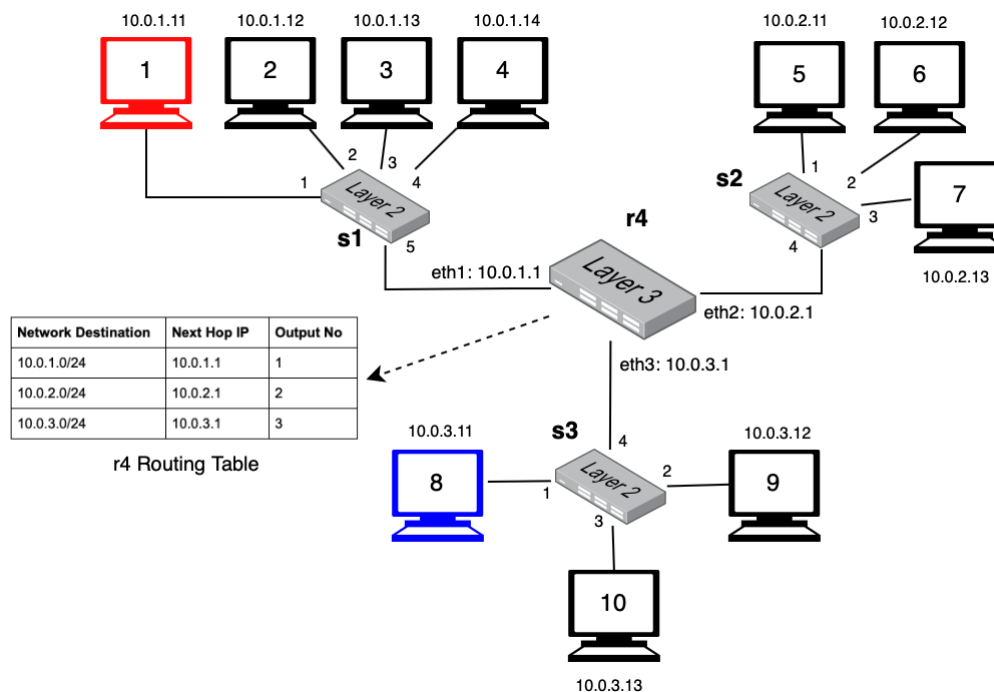 10.0.1.11
10.0.1.12
10.0.1.13
10.0.1.14
10.0.2.11
10.0.2.12
1
2
3
4
5
6
7
10.0.2.13
1
2
3
4
5
Layer 2
s1
s2
Layer 2
1
2
3
4
r4
Layer 3
eth1: 10.0.1.1
eth2: 10.0.2.1
eth3: 10.0.3.1
Network Destination Next Hop IP Output No
10.0.1.0/24 10.0.1.1 1
10.0.2.0/24 10.0.2.1 2
10.0.3.0/24 10.0.3.1 3
r4 Routing Table
s3
Layer 2
4
2
1
3
10.0.3.11
8
10.0.3.12
9
10
10.0.3.13